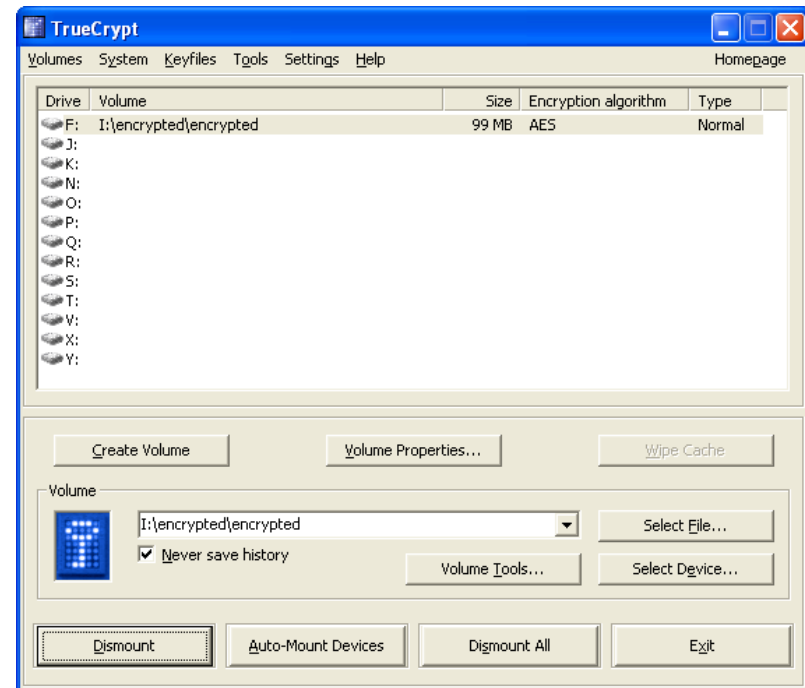 TrueCrypt
Volumes System Keyfiles Tools Settings Help Homepage
Drive Volume Size Encryption algorithm Type
F: I:\encrypted\encrypted 99 MB AES Normal
J:
K:
N:
O:
P:
Q:
R:
S:
T:
V:
X:
Y:
Create Volume Volume Properties... Wipe Cache
Volume
I:\encrypted\encrypted Select File...
Never save history
Volume Tools... Select Device...
Dismount Auto-Mount Devices Dismount All Exit